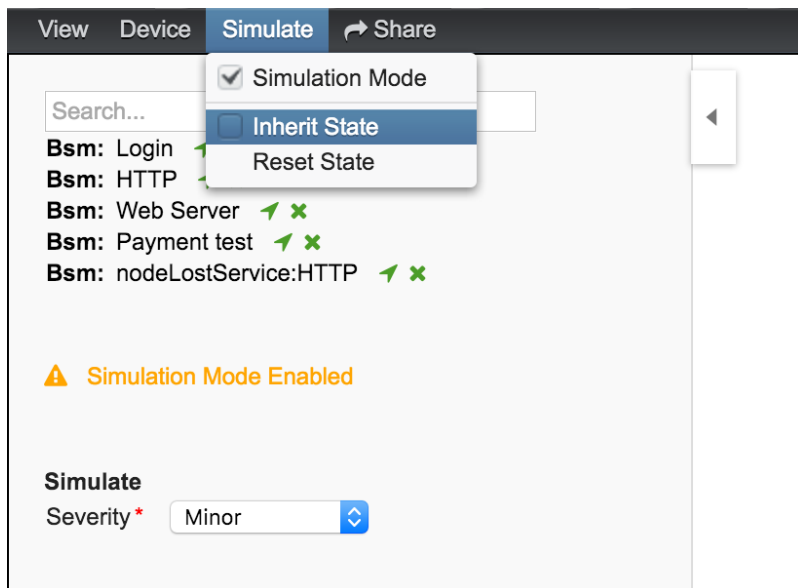 View Device Simulate Share
Simulation Mode
Search...
Inherit State
Bsm: Login
Reset State
Bsm: HTTP
Bsm: Web Server
Bsm: Payment test
Bsm: nodeLostService:HTTP
Simulation Mode Enabled
Simulate
Severity* Minor